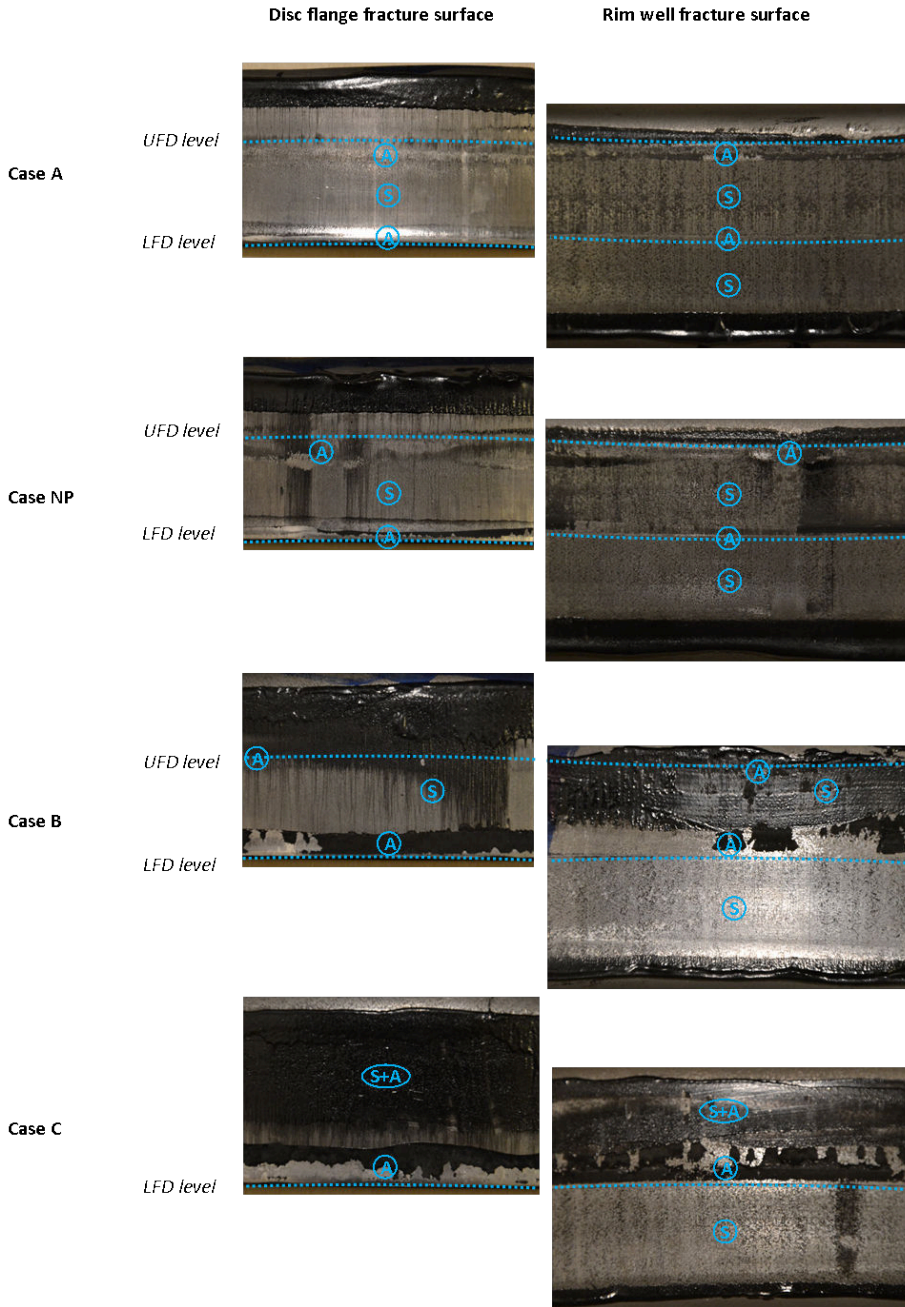 Disc flange fracture surface
Rim well fracture surface
Case A
UFD level
LFD level
A
S
A
A
S
A
S
Case NP
UFD level
LFD level
A
S
A
A
S
A
S
Case B
UFD level
LFD level
A
S
A
A
S
A
S
Case C
LFD level
S+A
A
S+A
A
S